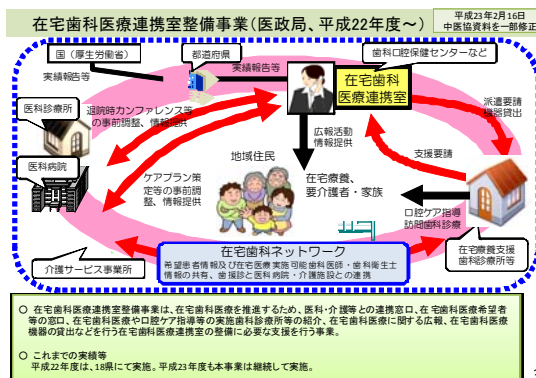 在宅歯科医療連携室整備事業(医政局、平成22年度~)
平成23年2月16日
中医協資料を一部修正
国(厚生労働省)
都道府県
歯科口腔保健センターなど
実績報告等
実績報告等
在宅歯科
医療連携室
医科診療所
退院時カンファレンス等
の事前調整、情報提供
派遣要請
機器貸出
広報活動
情報提供
医科病院
地域住民
支援要請
ケアプラン策
定等の事前調
整、情報提供
在宅療養、
要介護者・家族
口腔ケア指導
訪問歯科診療
在宅歯科ネットワーク
希望患者情報及び在宅医療実施可能歯科医師・歯科衛生士
情報の共有、歯援診と医科病院・介護施設との連携
介護サービス事業所
在宅療養支援
歯科診療所等
○ 在宅歯科医療連携室整備事業は、在宅歯科医療を推進するため、医科・介護等との連携窓口、在宅歯科医療希望者
等の窓口、在宅歯科医療や口腔ケア指導等の実施歯科診療所等の紹介、在宅歯科医療に関する広報、在宅歯科医療
機器の貸出などを行う在宅歯科医療連携室の整備に必要な支援を行う事業。
○ これまでの実績等
平成22年度は、18県にて実施。平成23年度も本事業は継続して実施。